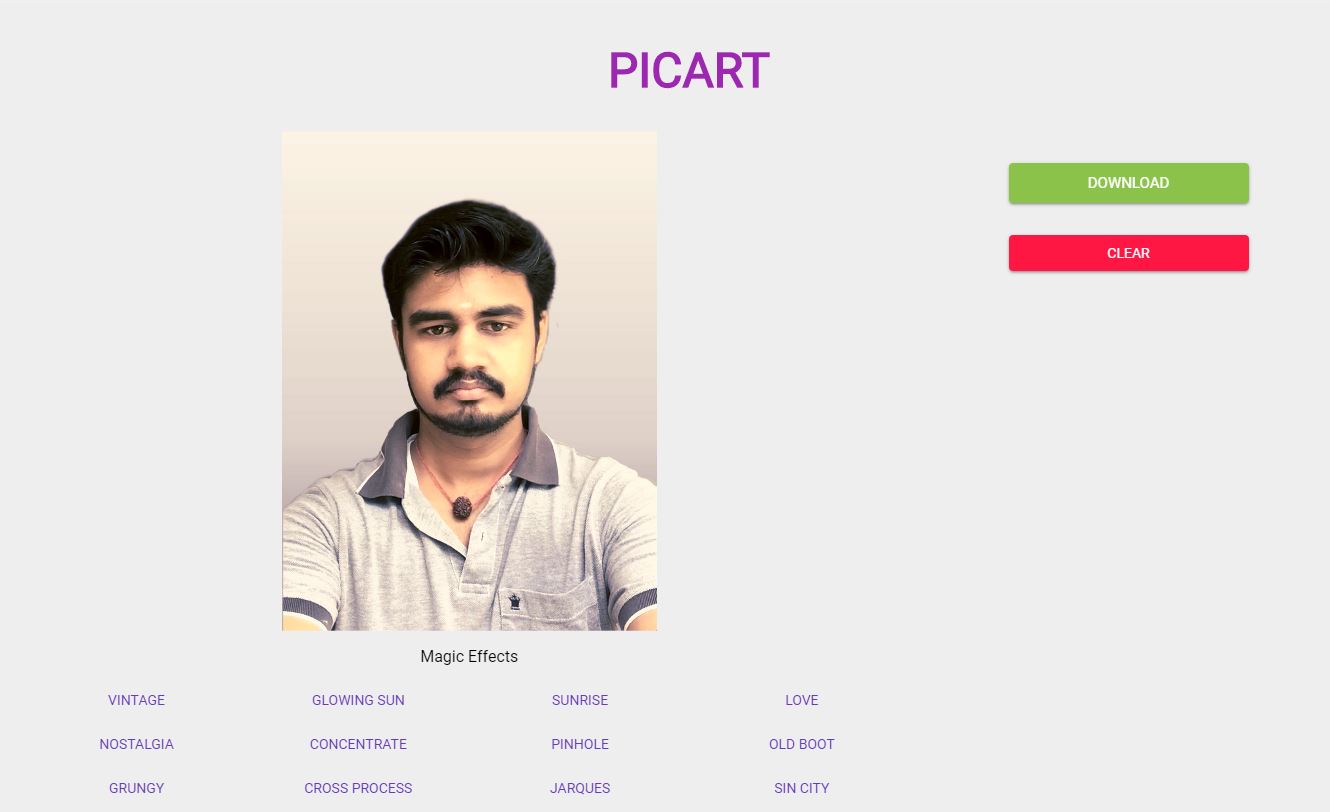 PICART
DOWNLOAD
CLEAR
Magic Effects
VINTAGE GLOWING SUN SUNRISE LOVE
NOSTALGIA CONCENTRATE PINHOLE OLD BOOT
GRUNGY CROSS PROCESS JARQUES SIN CITY